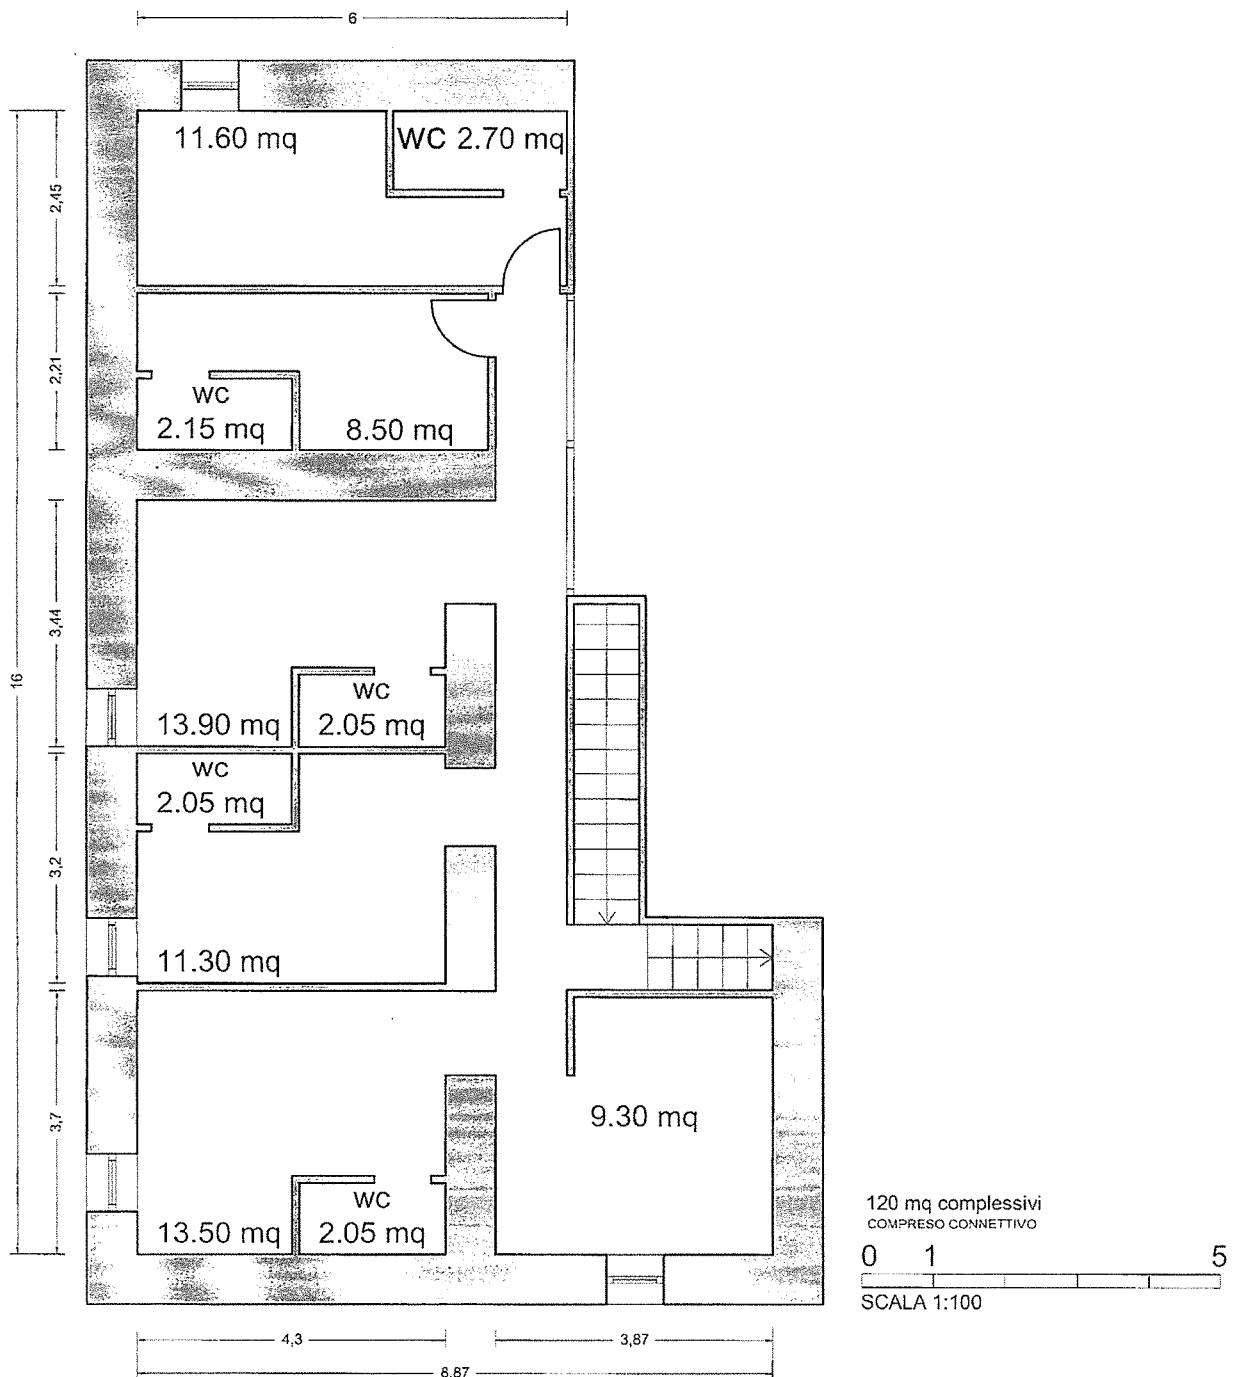 6
11.60 mq
WC 2.70 mq
2,45
2,21
WC
2.15 mq
8.50 mq
16
3,44
WC
13.90 mq
2.05 mq
WC
2.05 mq
3,2
11.30 mq
3,7
9.30 mq
WC
13.50 mq
2.05 mq
120 mq complessivi
COMPRESO CONNETTIVO
0 1 5
SCALA 1:100
4,3
3,87
8,87